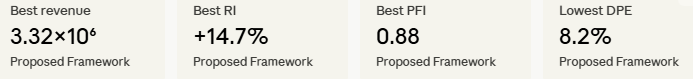 Best revenue
3.32×10⁶
Proposed Framework
Best RI
+14.7%
Proposed Framework
Best PFI
0.88
Proposed Framework
Lowest DPE
8.2%
Proposed Framework